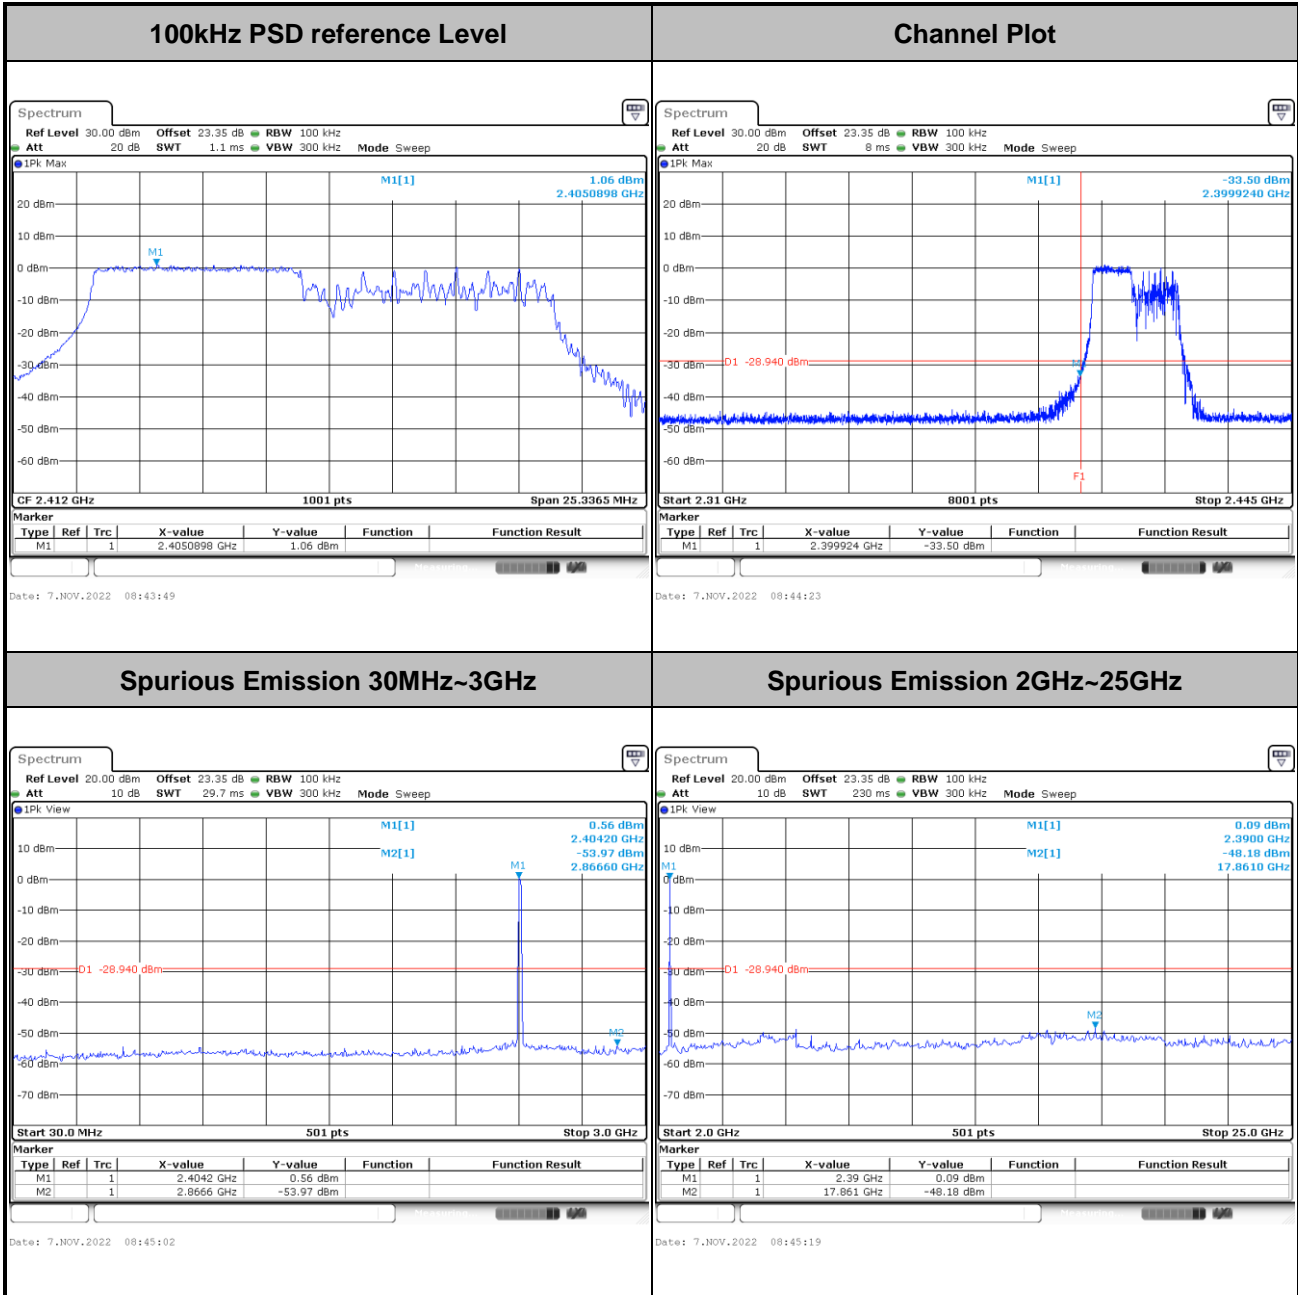 100kHz PSD reference Level
Channel Plot
Spectrum
Ref Level 30.00 dBm Offset 23.35 dB RBW 100 kHz
Att 20 dB SWT 1.1 ms VBW 300 kHz Mode Sweep
1Pk Max
M1[1] 1.06 dBm
2.4050898 GHz
20 dBm
10 dBm
M1
0 dBm
-10 dBm
-20 dBm
-30 dBm
-40 dBm
-50 dBm
-60 dBm
CF 2.412 GHz 1001 pts Span 25.3365 MHz
Marker
Type Ref Trc X-value Y-value Function Function Result
M1 1 2.4050898 GHz 1.06 dBm
Date: 7.NOV.2022 08:43:49
Spectrum
Ref Level 30.00 dBm Offset 23.35 dB RBW 100 kHz
Att 20 dB SWT 8 ms VBW 300 kHz Mode Sweep
1Pk Max
M1[1] -33.50 dBm
2.3999240 GHz
20 dBm
10 dBm
0 dBm
-10 dBm
-20 dBm
D1 -28.940 dBm
-30 dBm
-40 dBm
-50 dBm
-60 dBm
F1
Start 2.31 GHz 8001 pts Stop 2.445 GHz
Marker
Type Ref Trc X-value Y-value Function Function Result
M1 1 2.399924 GHz -33.50 dBm
Date: 7.NOV.2022 08:44:23
Spurious Emission 30MHz~3GHz
Spurious Emission 2GHz~25GHz
Spectrum
Ref Level 20.00 dBm Offset 23.35 dB RBW 100 kHz
Att 10 dB SWT 29.7 ms VBW 300 kHz Mode Sweep
1Pk View
M1[1] 0.56 dBm
2.40420 GHz
10 dBm
M2[1] -53.97 dBm
M1 2.86660 GHz
0 dBm
-10 dBm
-20 dBm
D1 -28.940 dBm
-30 dBm
-40 dBm
-50 dBm
M2
-60 dBm
-70 dBm
Start 30.0 MHz 501 pts Stop 3.0 GHz
Marker
Type Ref Trc X-value Y-value Function Function Result
M1 1 2.4042 GHz 0.56 dBm
M2 1 2.8666 GHz -53.97 dBm
Measuring
Date: 7.NOV.2022 08:45:02
Spectrum
Ref Level 20.00 dBm Offset 23.35 dB RBW 100 kHz
Att 10 dB SWT 230 ms VBW 300 kHz Mode Sweep
1Pk View
M1[1] 0.09 dBm
2.3900 GHz
10 dBm
M2[1] -48.18 dBm
M1 17.8610 GHz
0 dBm
-10 dBm
-20 dBm
D1 -28.940 dBm
-30 dBm
-40 dBm
M2
-50 dBm
-60 dBm
-70 dBm
Start 2.0 GHz 501 pts Stop 25.0 GHz
Marker
Type Ref Trc X-value Y-value Function Function Result
M1 1 2.39 GHz 0.09 dBm
M2 1 17.861 GHz -48.18 dBm
Measuring
Date: 7.NOV.2022 08:45:19